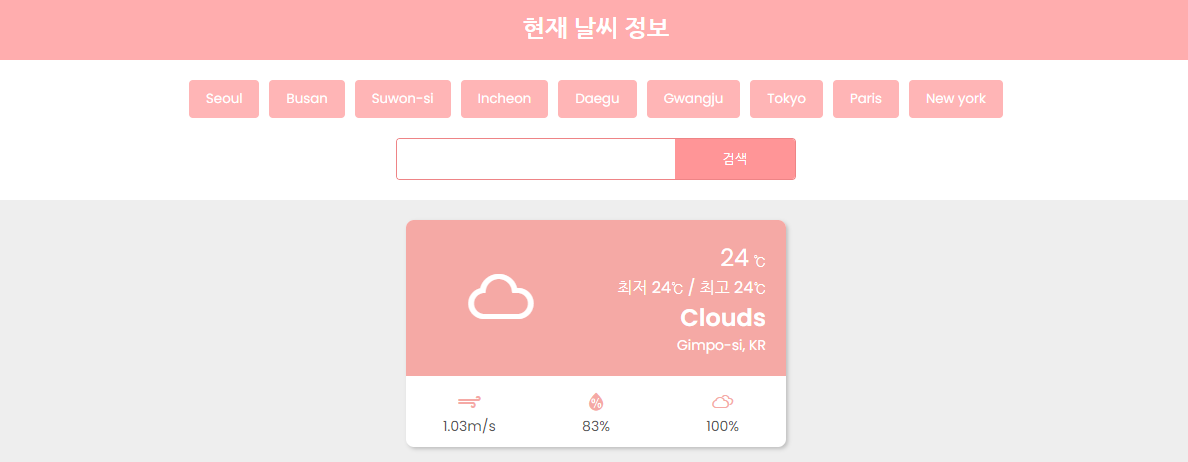 현재 날씨 정보
Seoul Busan Suwon-si Incheon Daegu Gwangju Tokyo Paris New york
검색
24 ℃
최저 24℃ / 최고 24℃
Clouds
Gimpo-si, KR
%
1.03m/s 83% 100%